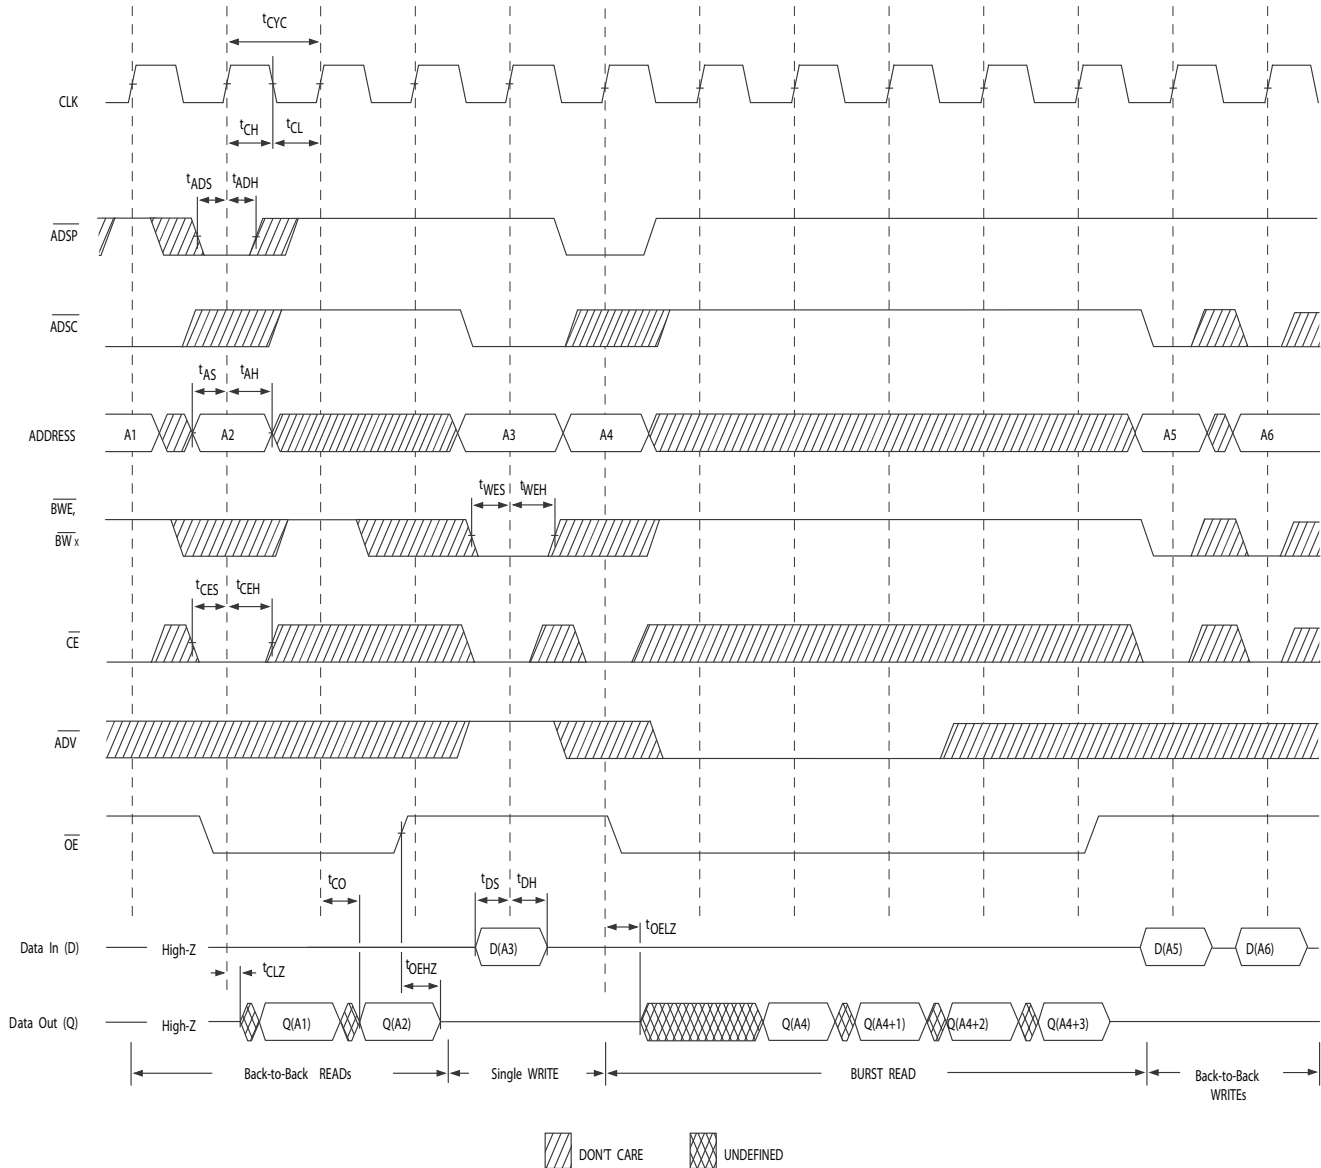 tCYC
CLK
tCH
tCL
tADS
tADH
ADSP
ADSC
tAS
tAH
ADDRESS
A1
A2
A3
A4
A5
A6
tWES
tWEH
BWE,
BW x
tCES
tCEH
CE
ADV
OE
tCO
tDS
tDH
tOELZ
Data In (D)
High-Z
D(A3)
D(A5)
D(A6)
tCLZ
tOEHZ
Data Out (Q)
High-Z
Q(A1)
Q(A2)
Q(A4)
Q(A4+1)
Q(A4+2)
Q(A4+3)
Back-to-Back READs
Single WRITE
BURST READ
Back-to-Back
WRITEs
DON'T CARE
UNDEFINED